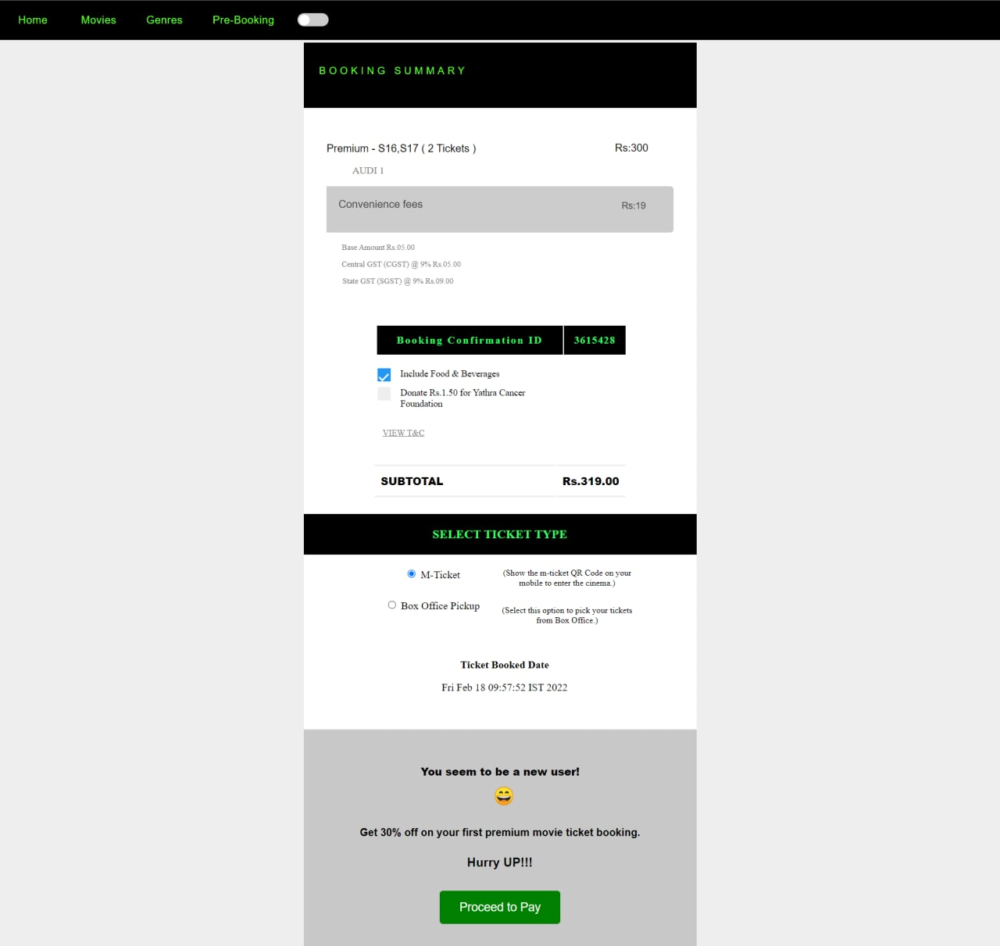 Home Movies Genres Pre-Booking
BOOKING SUMMARY
Premium - S16,S17 ( 2 Tickets ) Rs:300
AUDI 1
Convenience fees Rs:19
Base Amount Rs.05.00
Central GST (CGST) @ 9% Rs.05.00
State GST (SGST) @ 9% Rs.09.00
Booking Confirmation ID 3615428
Include Food & Beverages
Donate Rs.1.50 for Yathra Cancer
Foundation
VIEW T&C
SUBTOTAL Rs.319.00
SELECT TICKET TYPE
M-Ticket
(Show the m-ticket QR Code on your
mobile to enter the cinema.)
Box Office Pickup
(Select this option to pick your tickets
from Box Office.)
Ticket Booked Date
Fri Feb 18 09:57:52 IST 2022
You seem to be a new user!
Get 30% off on your first premium movie ticket booking.
Hurry UP!!!
Proceed to Pay